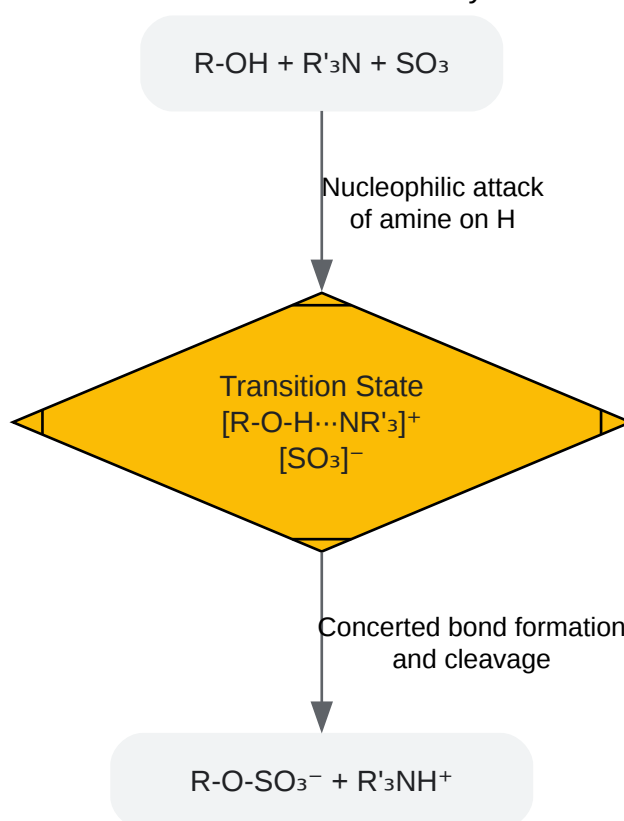 R-OH + R'₃N + SO₃
Nucleophilic attack
of amine on H
Transition State
[R-O-H···NR'₃]⁺
[SO₃]⁻
Concerted bond formation
and cleavage
R-O-SO₃⁻ + R'₃NH⁺